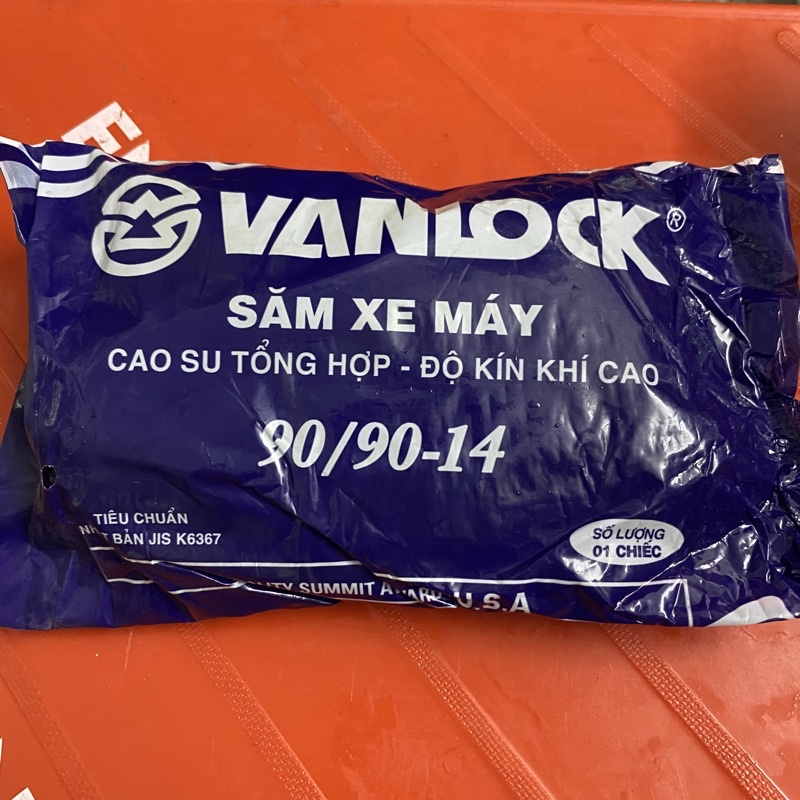 VANLOCK®
SĂM XE MÁY
CAO SU TỔNG HỢP - ĐỘ KÍN KHÍ CAO
90/90-14
TIÊU CHUẨN
BẢN JIS K6367
SỐ LƯỢNG
01 CHIẾC
SUMMIT AWARD U.S.A